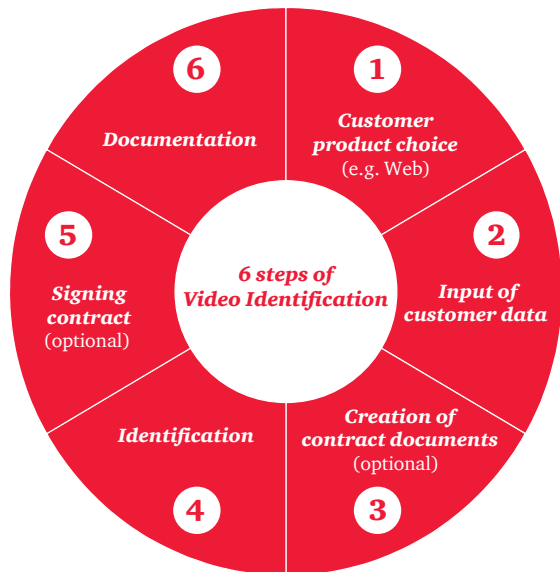 6 steps of
Video Identification
1
Customer
product choice
(e.g. Web)
2
Input of
customer data
Creation of
contract documents
(optional)
3
Identification
4
5
Signing
contract
(optional)
6
Documentation